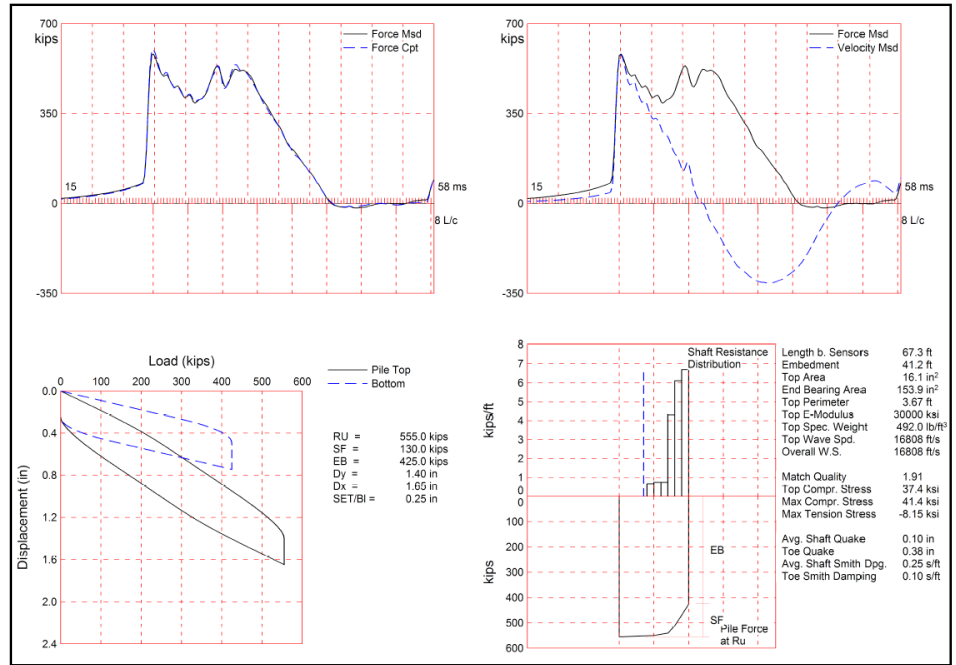 700
kips
Force Msd
Force Cpt
350
15
58 ms
0
8 L/c
-350
700
kips
Force Msd
Velocity Msd
350
15
58 ms
0
8 L/c
-350
Load (kips)
0 100 200 300 400 500 600
Pile Top
Bottom
0.0
0.4
0.8
1.2
1.6
2.0
2.4
Displacement (in)
RU = 555.0 kips
SF = 130.0 kips
EB = 425.0 kips
Dy = 1.40 in
Dx = 1.65 in
SET/Bl = 0.25 in
8
7
6
5
4
3
2
1
0
kips/ft
Shaft Resistance
Distribution
0
100
200
300
400
500
600
kips
EB
SF
Pile Force
at Ru
Length b. Sensors 67.3 ft
Embedment 41.2 ft
Top Area 16.1 in²
End Bearing Area 153.9 in²
Top Perimeter 3.67 ft
Top E-Modulus 30000 ksi
Top Spec. Weight 492.0 lb/ft³
Top Wave Spd. 16808 ft/s
Overall W.S. 16808 ft/s
Match Quality 1.91
Top Compr. Stress 37.4 ksi
Max Compr. Stress 41.4 ksi
Max Tension Stress -8.15 ksi
Avg. Shaft Quake 0.10 in
Toe Quake 0.38 in
Avg. Shaft Smith Dpg. 0.25 s/ft
Toe Smith Damping 0.10 s/ft